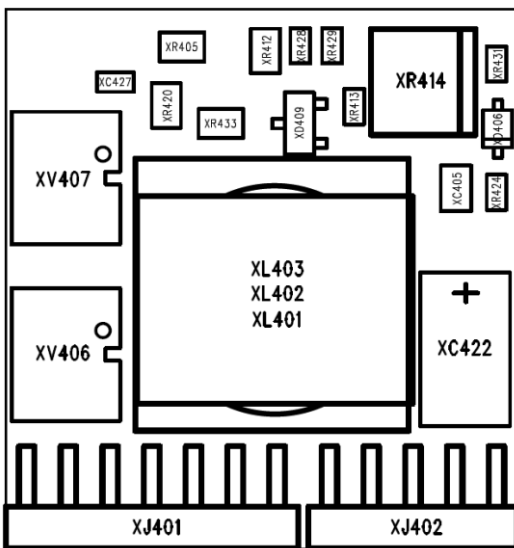 XR405
XR412
XR428
XR429
XR431
XC427
XR420
XR433
XD409
XR413
XR414
XD406
XV407
XC405
XR424
XL403
XL402
XL401
XV406
XC422
XJ401
XJ402